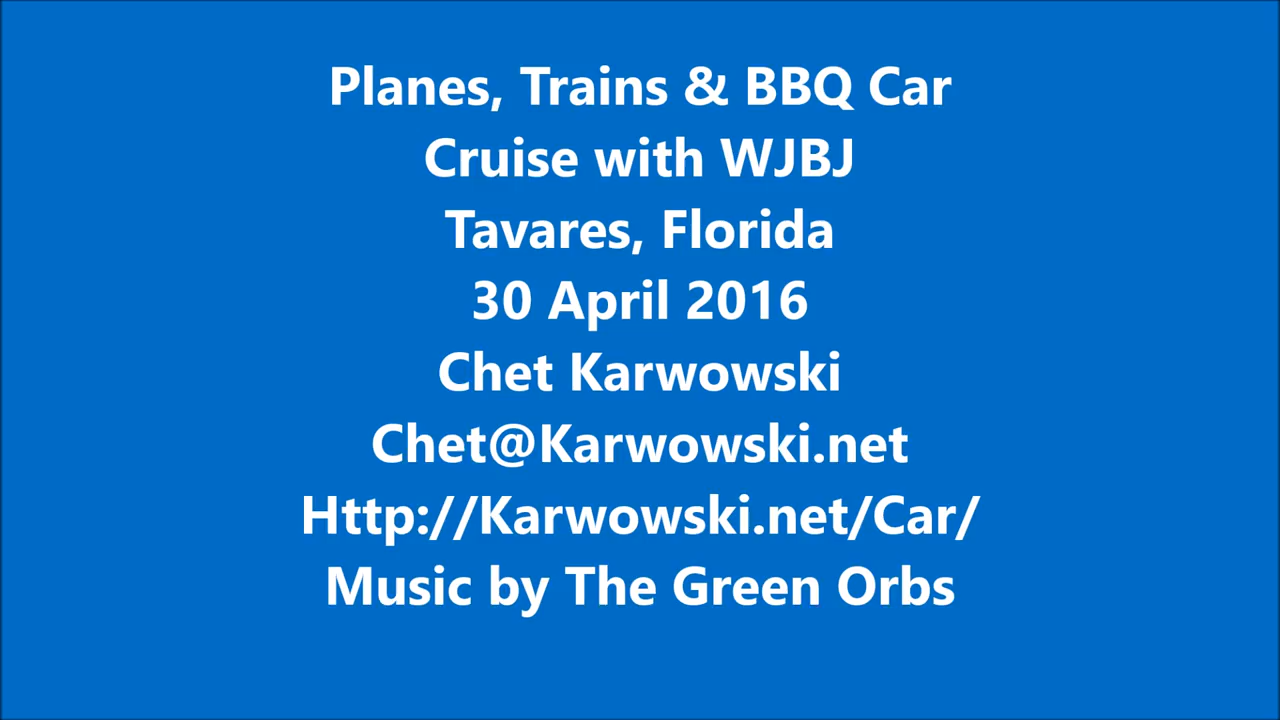 Planes, Trains & BBQ Car
Cruise with WJBJ
Tavares, Florida
30 April 2016
Chet Karwowski
Chet@Karwowski.net
Http://Karwowski.net/Car/
Music by The Green Orbs